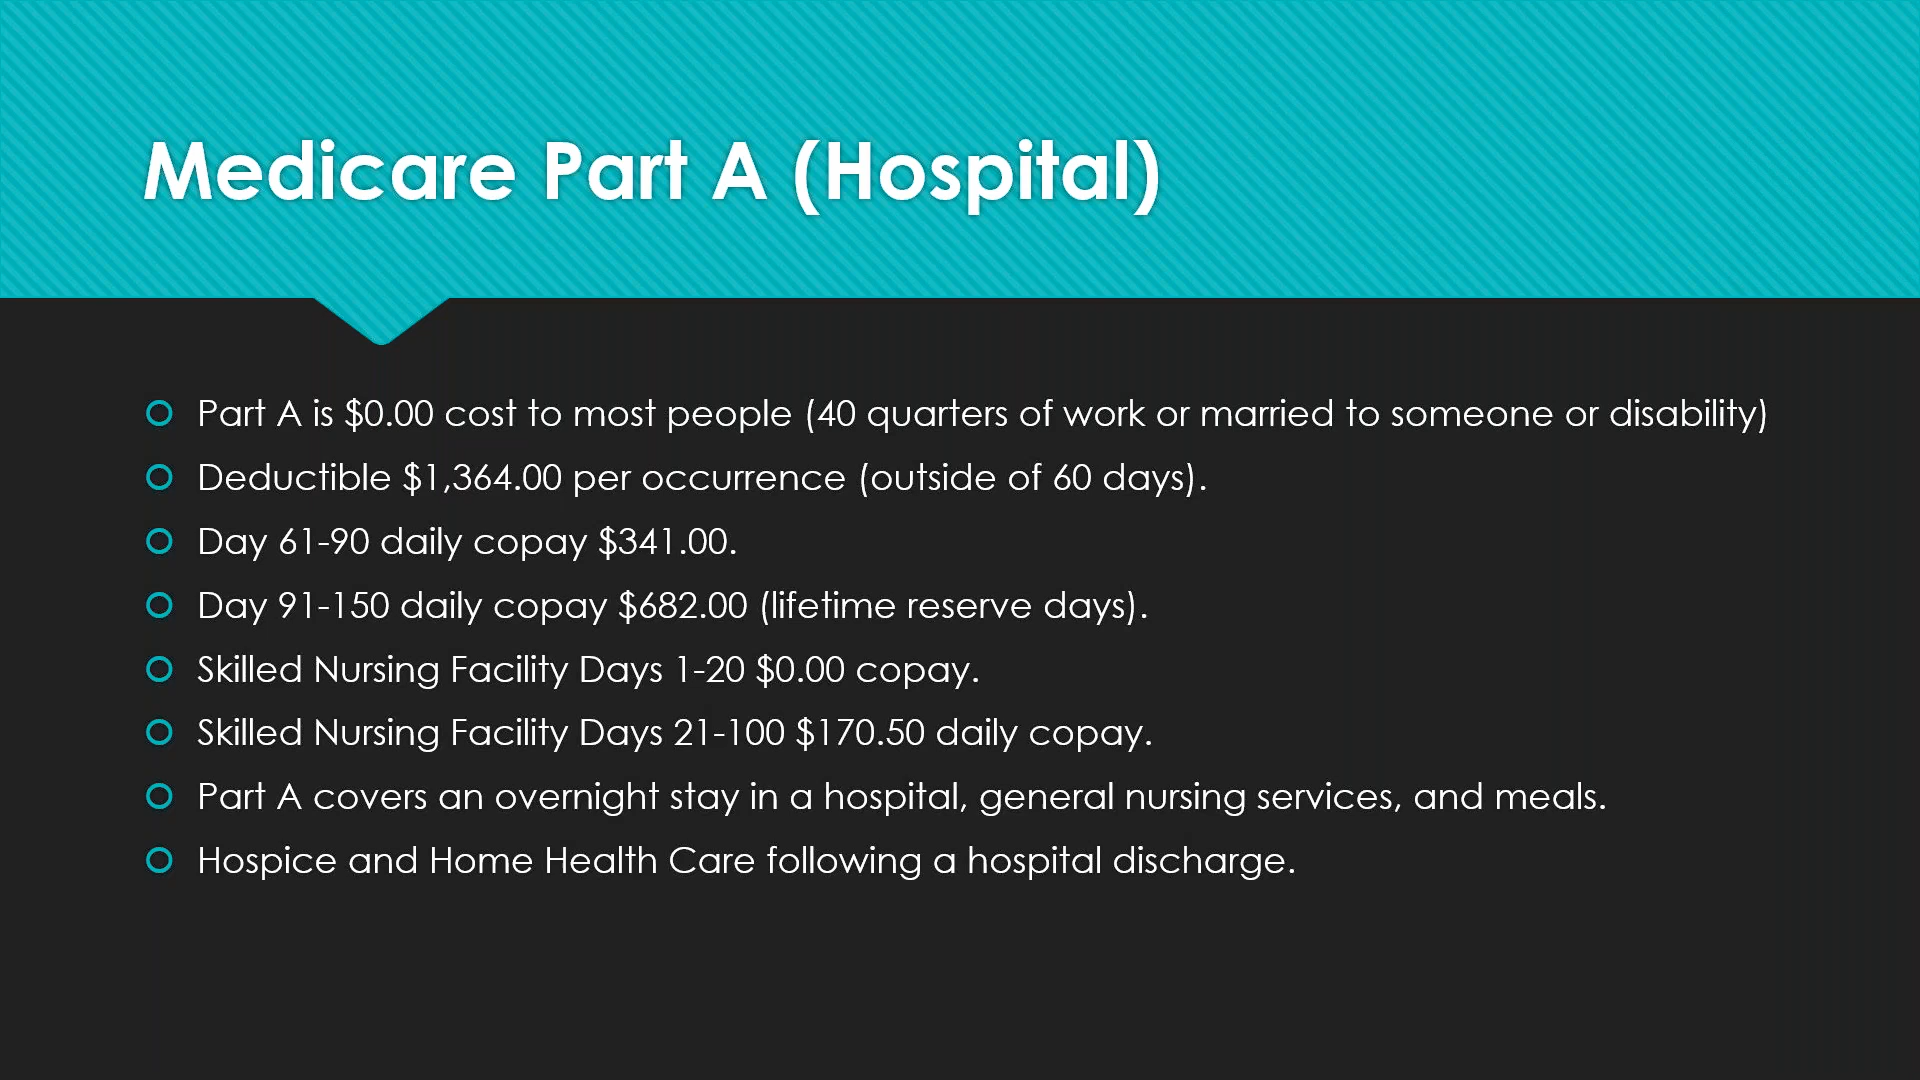 Medicare Part A (Hospital)
Part A is $0.00 cost to most people (40 quarters of work or married to someone or disability)
Deductible $1,364.00 per occurrence (outside of 60 days).
Day 61-90 daily copay $341.00.
Day 91-150 daily copay $682.00 (lifetime reserve days).
Skilled Nursing Facility Days 1-20 $0.00 copay.
Skilled Nursing Facility Days 21-100 $170.50 daily copay.
Part A covers an overnight stay in a hospital, general nursing services, and meals.
Hospice and Home Health Care following a hospital discharge.